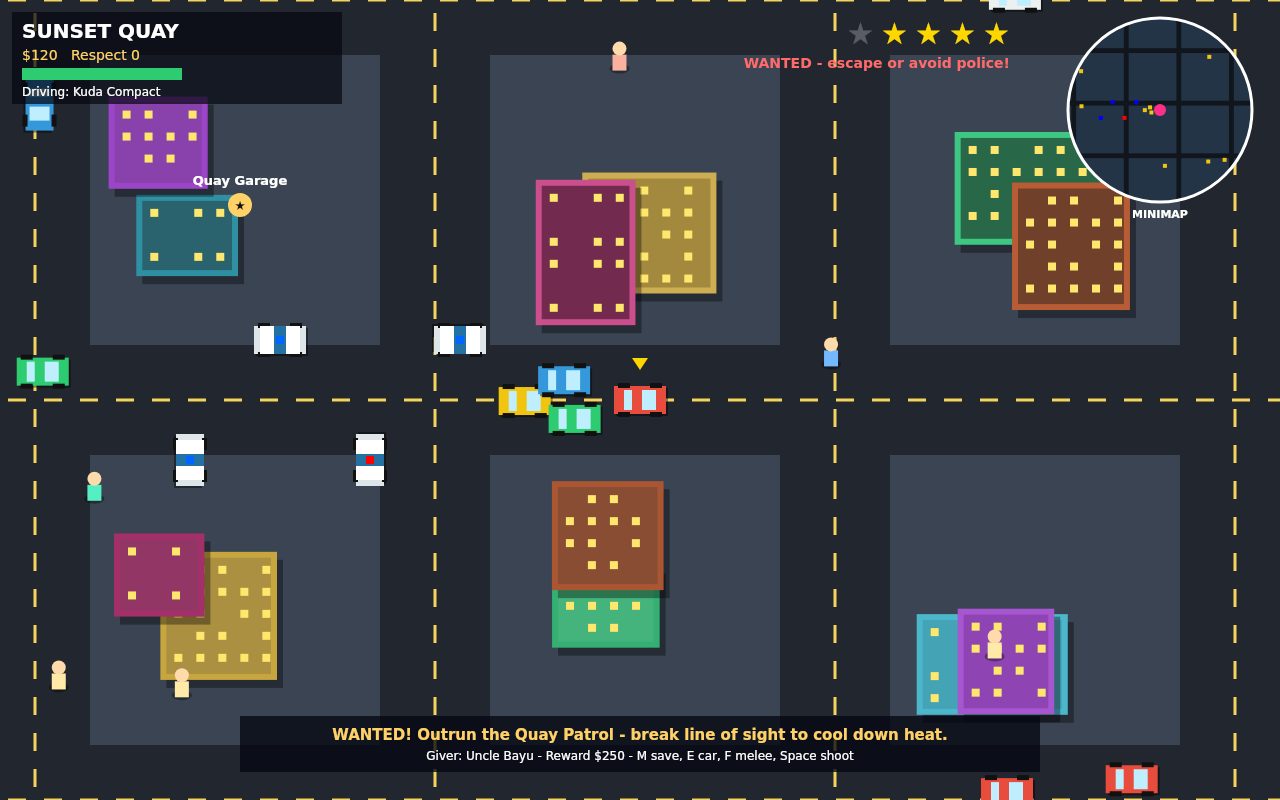 SUNSET QUAY
$120 Respect 0
Driving: Kuda Compact
WANTED - escape or avoid police!
Quay Garage
MINIMAP
WANTED! Outrun the Quay Patrol - break line of sight to cool down heat.
Giver: Uncle Bayu - Reward $250 - M save, E car, F melee, Space shoot